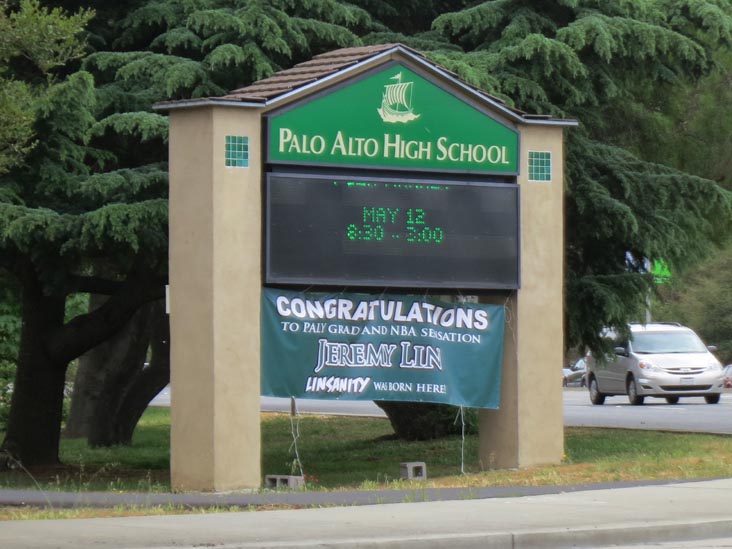 PALO ALTO HIGH SCHOOL
MAY 12
8:30 - 3:00
CONGRATULATIONS
TO PALY GRAD AND NBA SENSATION
JEREMY LIN
LINSANITY WAS BORN HERE